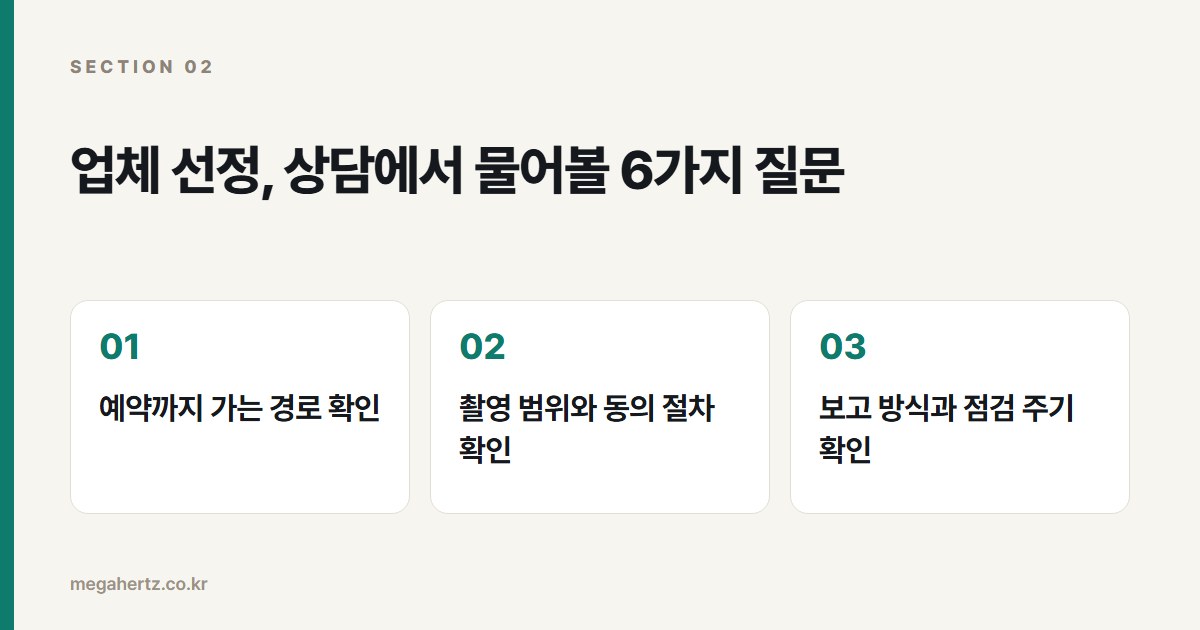 SECTION 02
업체 선정, 상담에서 물어볼 6가지 질문
01
예약까지 가는 경로 확인
02
촬영 범위와 동의 절차
확인
03
보고 방식과 점검 주기
확인
megahertz.co.kr